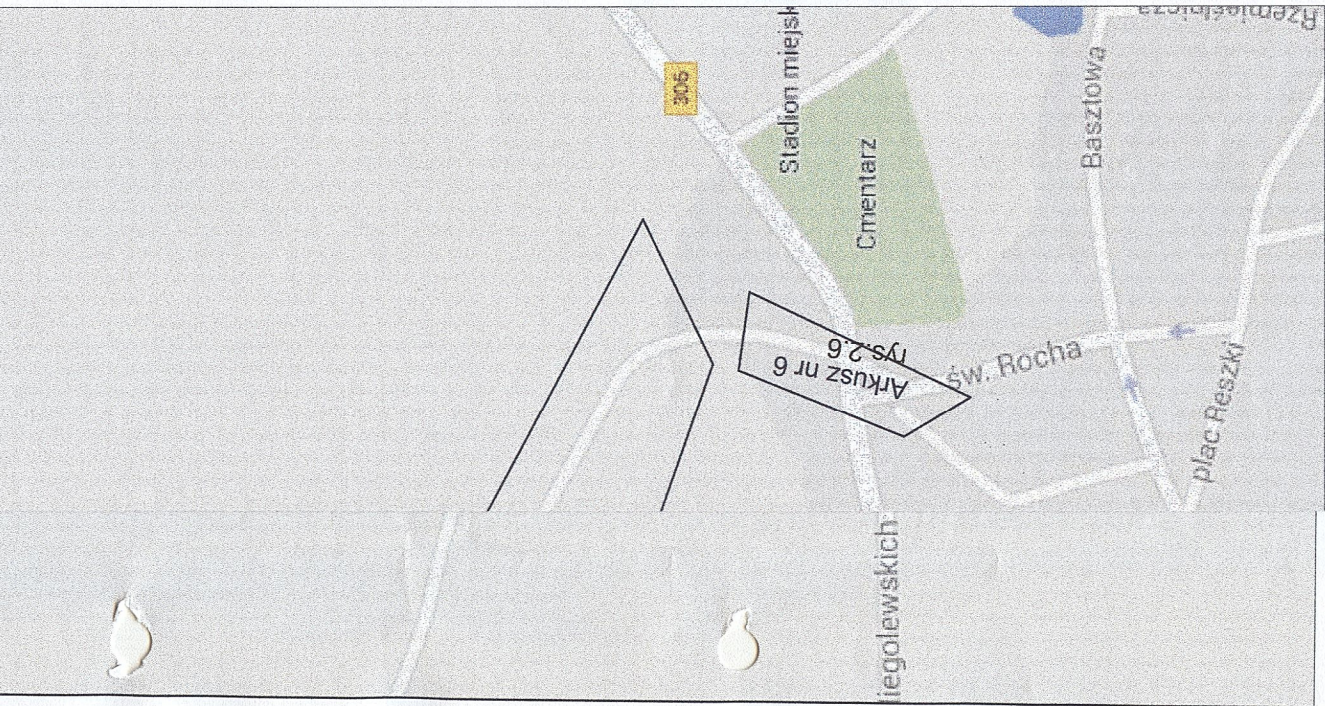 306
Stadion miejsk
Cmentarz
Basztowa
Rzemieślnicza
Arkusz nr 6
rys.2.6
św. Rocha
plac Reszki
iegolewskich